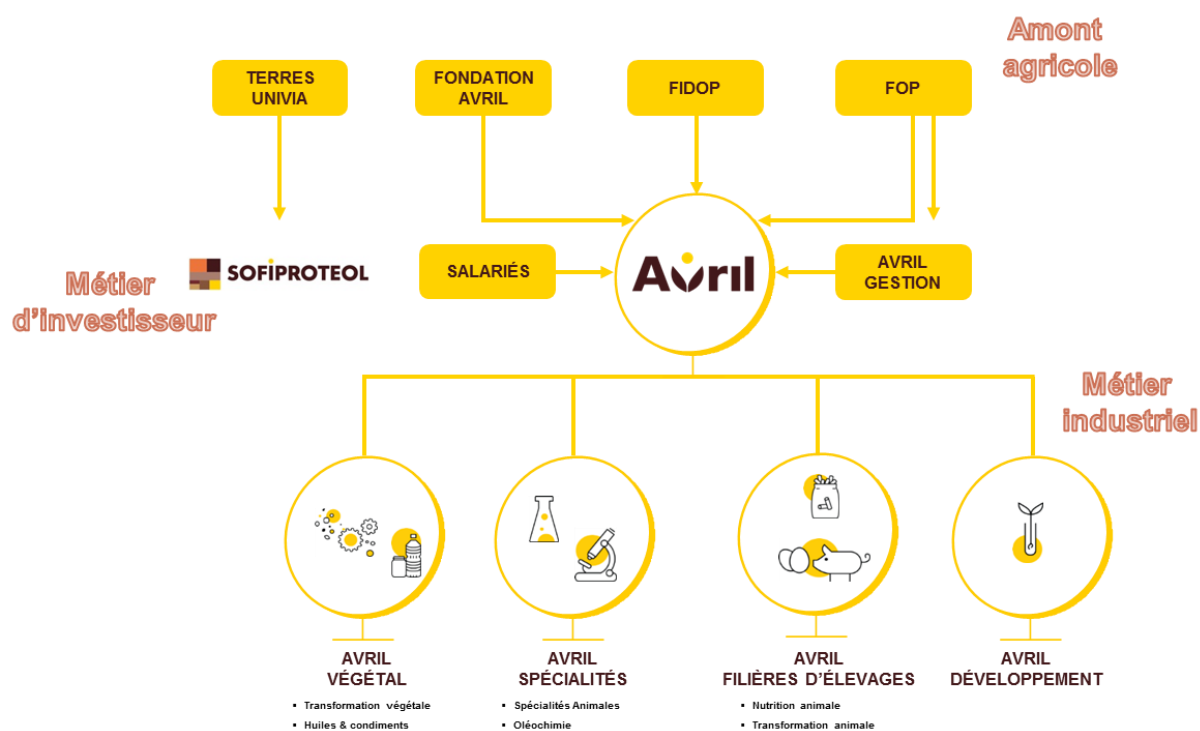 Amont
agricole
TERRES
UNIVIA
FONDATION
AVRIL
FIDOP
FOP
SOFIPROTEOL
SALARIÉS
Avril
AVRIL
GESTION
Métier
d'investisseur
Métier
industriel
AVRIL
VÉGÉTAL
▪ Transformation végétale
▪ Huiles & condiments
AVRIL
SPÉCIALITÉS
▪ Spécialités Animales
▪ Oléochimie
AVRIL
FILIÈRES D'ÉLEVAGES
▪ Nutrition animale
▪ Transformation animale
AVRIL
DÉVELOPPEMENT